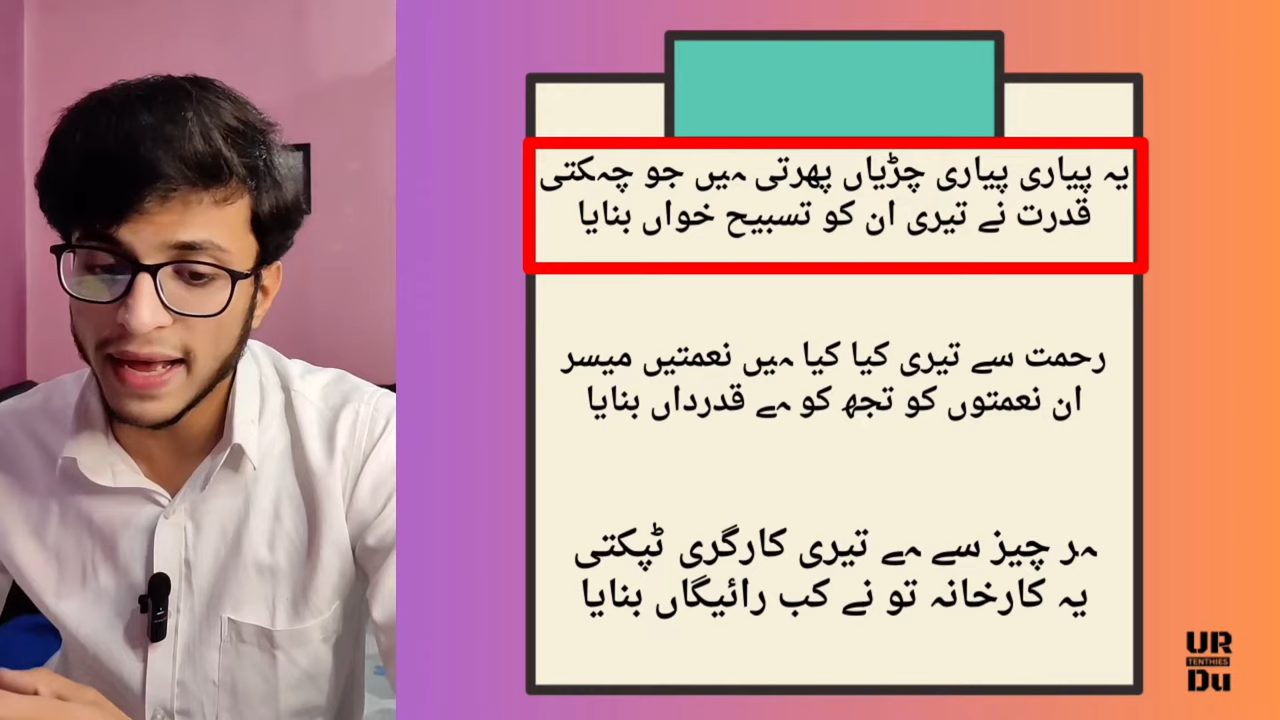 یہ پیاری پیاری چڑیاں پھرتی ہیں جو چہکتی
قدرت نے تیری ان کو تسبیح خواں بنایا
رحمت سے تیری کیا کیا ہیں نعمتیں میسر
ان نعمتوں کو تجھ کو ہے قدرداں بنایا
ہر چیز سے ہے تیری کارگری ٹپکتی
یہ کارخانہ تو نے کب رائیگاں بنایا
UR
TENTHIES
Du